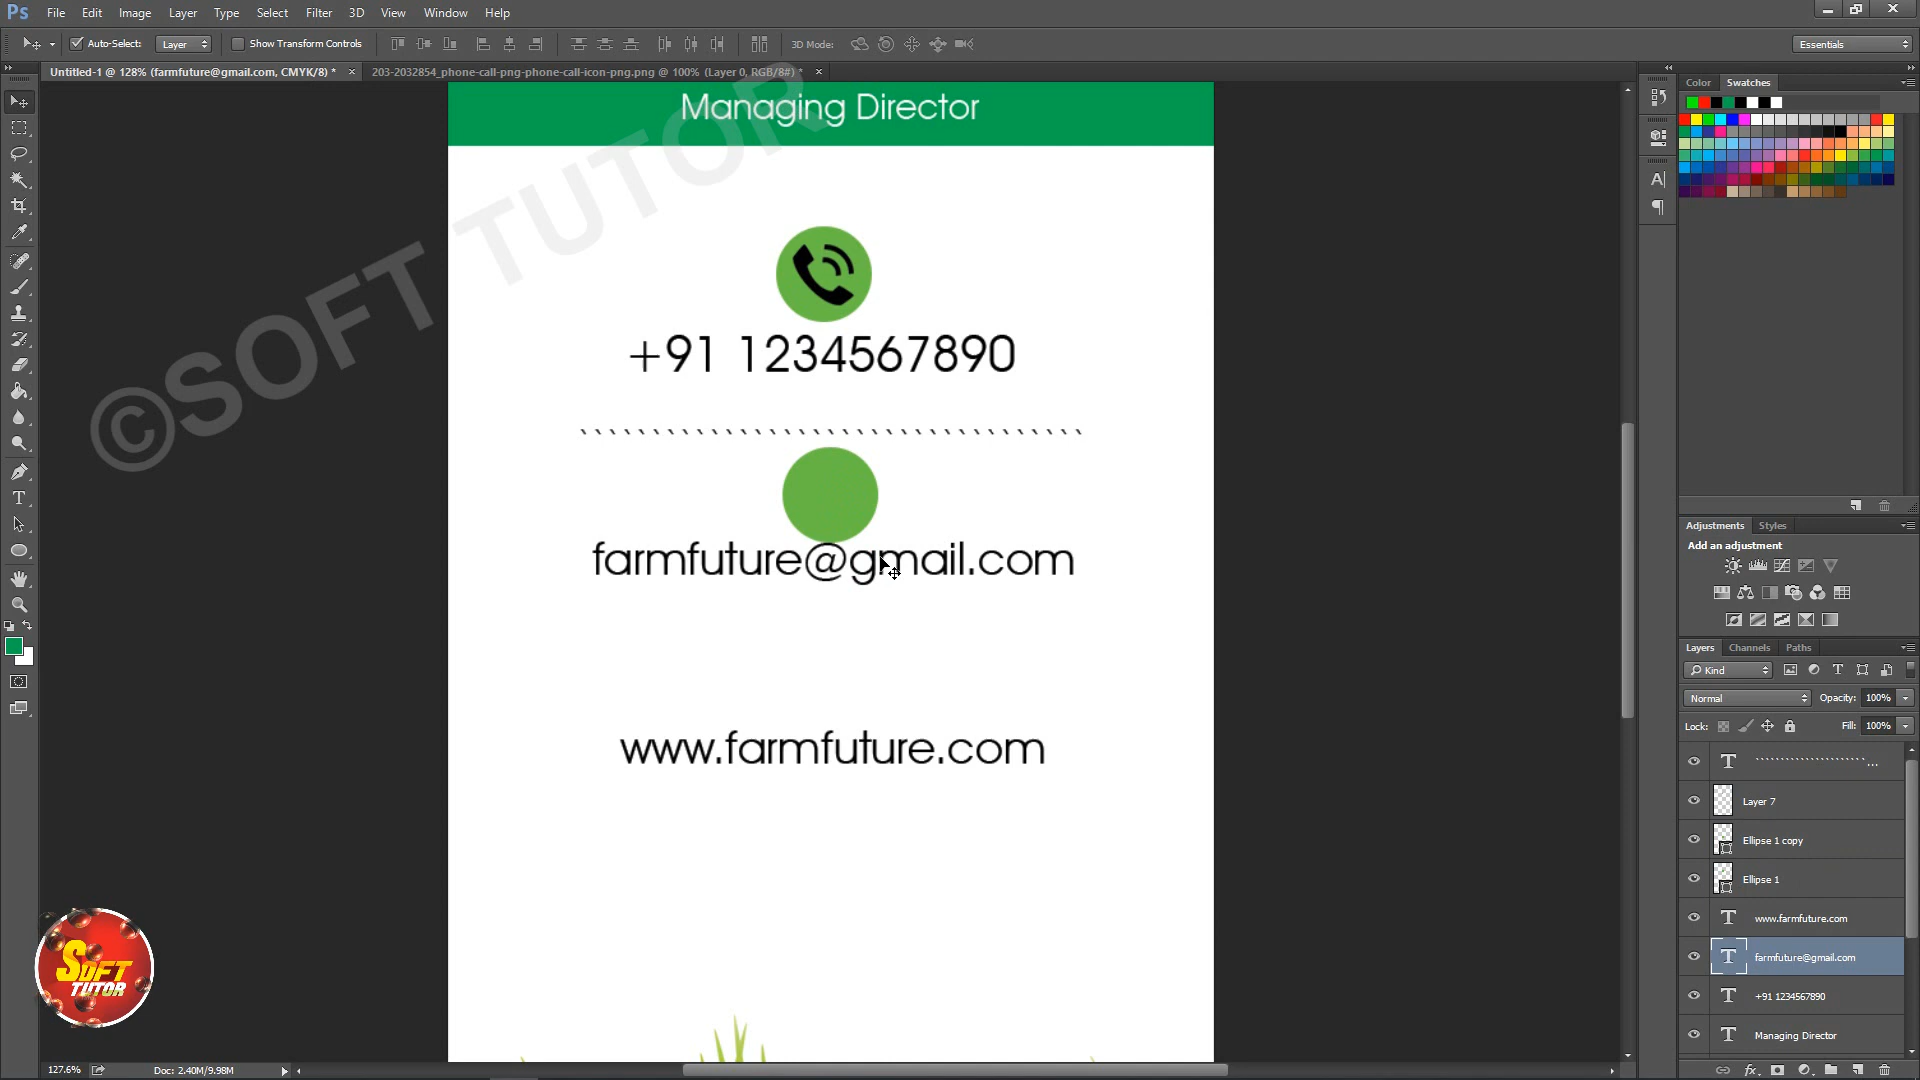 Ps File Edit Image Layer Type Select Filter 3D View Window Help
Auto-Select: Layer Show Transform Controls 3D Mode: Essentials
Untitled-1 @ 128% (farmfuture@gmail.com, CMYK/8) * × 203-2032854_phone-call-png-phone-call-icon-png.png @ 100% (Layer 0, RGB/8#) * ×
Color Swatches
Managing Director
©SOFT TUTOR
+91 1234567890
farmfuture@gmail.com
www.farmfuture.com
Adjustments Styles
Add an adjustment
Layers Channels Paths
Kind
Normal Opacity: 100%
Lock: Fill: 100%
Layer 7
Ellipse 1 copy
Ellipse 1
www.farmfuture.com
farmfuture@gmail.com
+91 1234567890
Managing Director
SOFT
TUTOR
127.6% Doc: 2.40M/9.98M